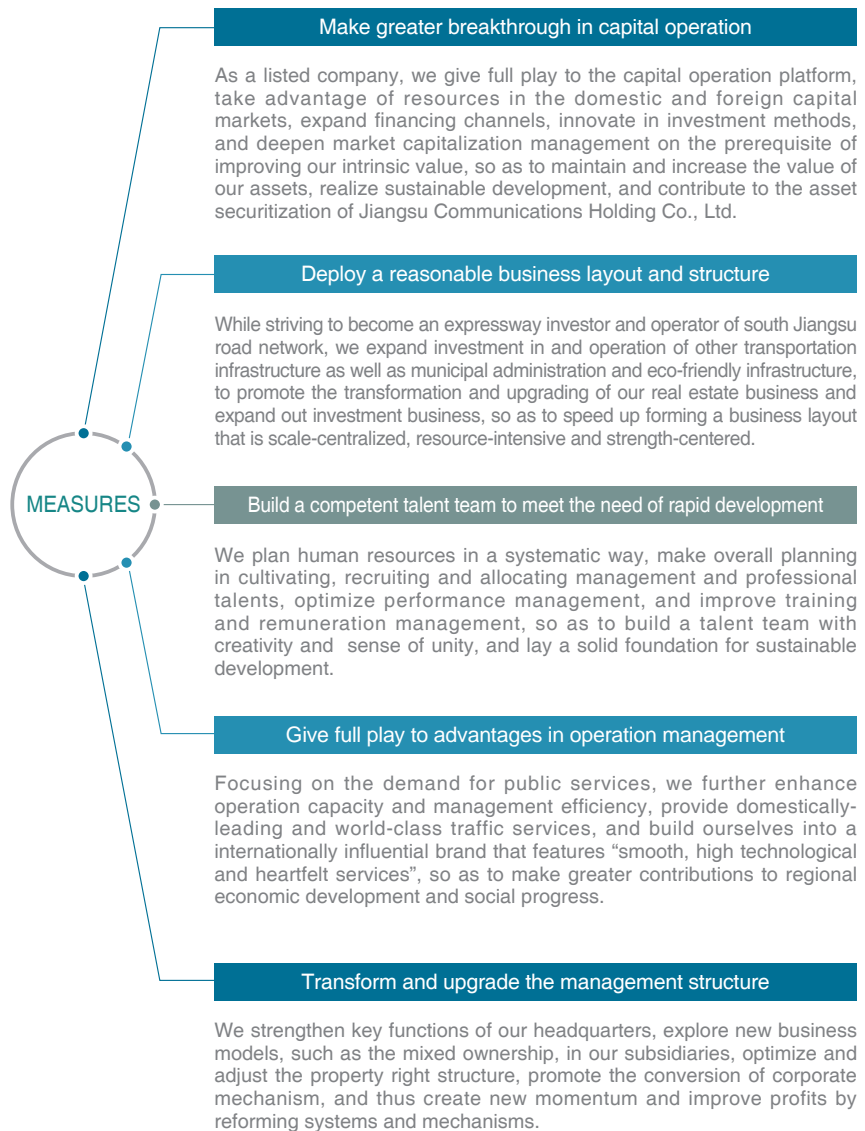 Make greater breakthrough in capital operation
As a listed company, we give full play to the capital operation platform,
take advantage of resources in the domestic and foreign capital
markets, expand financing channels, innovate in investment methods,
and deepen market capitalization management on the prerequisite of
improving our intrinsic value, so as to maintain and increase the value of
our assets, realize sustainable development, and contribute to the asset
securitization of Jiangsu Communications Holding Co., Ltd.
Deploy a reasonable business layout and structure
While striving to become an expressway investor and operator of south Jiangsu
road network, we expand investment in and operation of other transportation
infrastructure as well as municipal administration and eco-friendly infrastructure,
to promote the transformation and upgrading of our real estate business and
expand out investment business, so as to speed up forming a business layout
that is scale-centralized, resource-intensive and strength-centered.
MEASURES
Build a competent talent team to meet the need of rapid development
We plan human resources in a systematic way, make overall planning
in cultivating, recruiting and allocating management and professional
talents, optimize performance management, and improve training
and remuneration management, so as to build a talent team with
creativity and sense of unity, and lay a solid foundation for sustainable
development.
Give full play to advantages in operation management
Focusing on the demand for public services, we further enhance
operation capacity and management efficiency, provide domestically-
leading and world-class traffic services, and build ourselves into a
internationally influential brand that features “smooth, high technological
and heartfelt services”, so as to make greater contributions to regional
economic development and social progress.
Transform and upgrade the management structure
We strengthen key functions of our headquarters, explore new business
models, such as the mixed ownership, in our subsidiaries, optimize and
adjust the property right structure, promote the conversion of corporate
mechanism, and thus create new momentum and improve profits by
reforming systems and mechanisms.